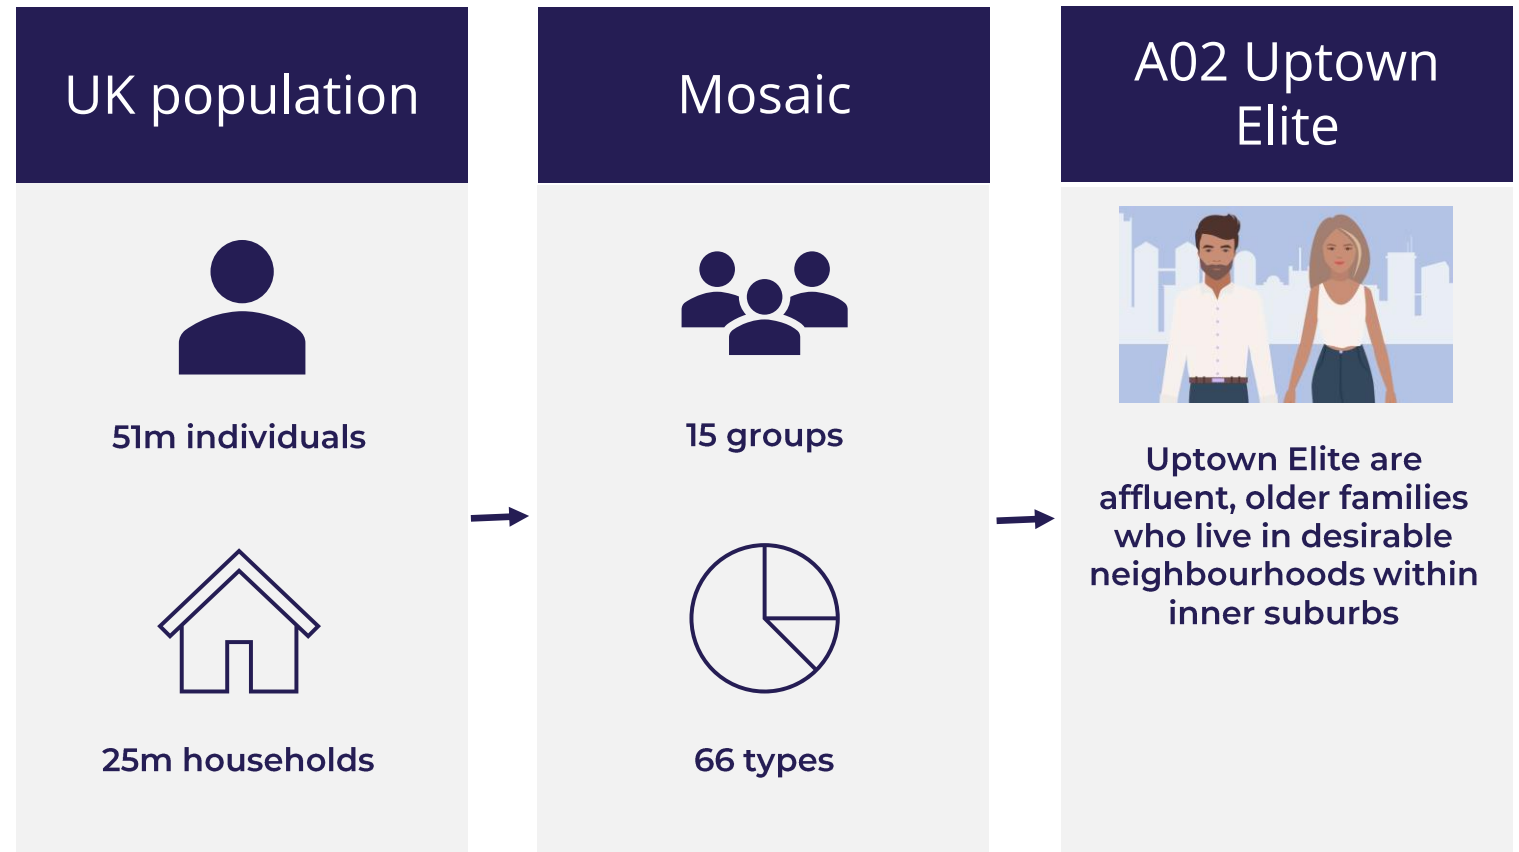 UK population
51m individuals
25m households
Mosaic
15 groups
66 types
A02 Uptown
Elite
Uptown Elite are
affluent, older families
who live in desirable
neighbourhoods within
inner suburbs